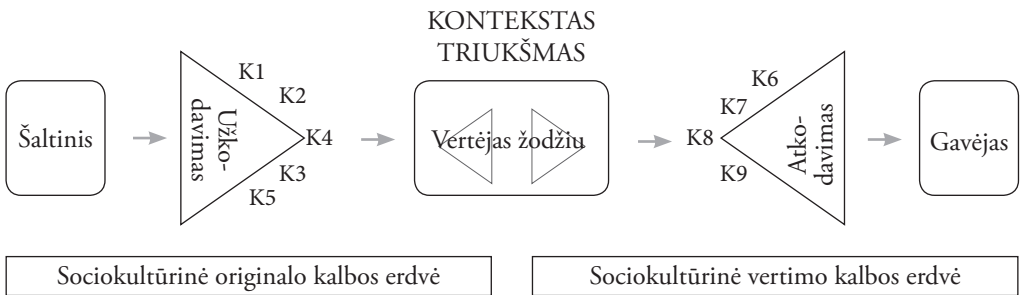 KONTEKSTAS
TRIUKŠMAS
Šaltinis
Užko-
davimas
K1
K2
K4
K3
K5
Vertėjas žodžiu
K6
K7
K8
K9
Atko-
davimas
Gavėjas
Sociokultūrinė originalo kalbos erdvė
Sociokultūrinė vertimo kalbos erdvė